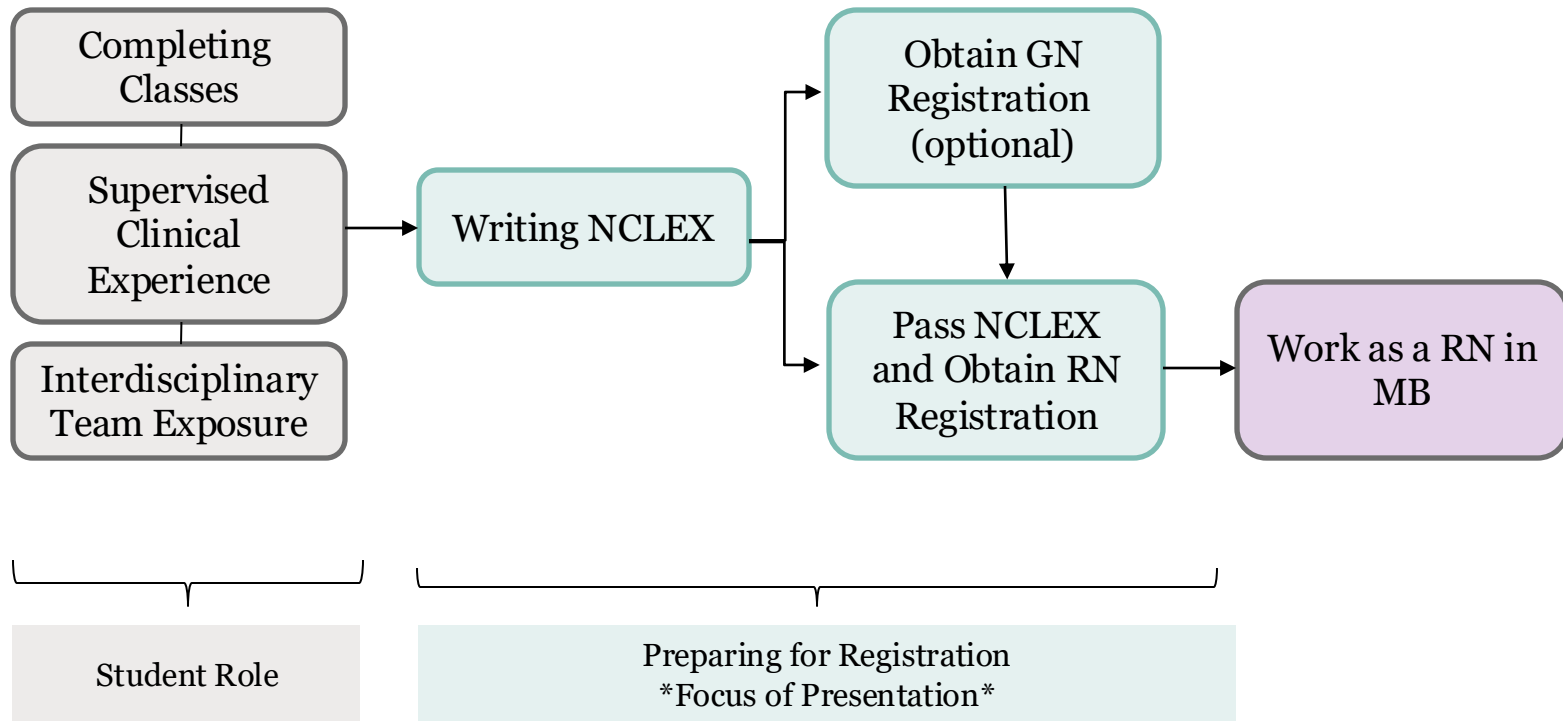 Completing
Classes
Supervised
Clinical
Experience
Interdisciplinary
Team Exposure
Writing NCLEX
Obtain GN
Registration
(optional)
Pass NCLEX
and Obtain RN
Registration
Work as a RN in
MB
Student Role
Preparing for Registration
*Focus of Presentation*